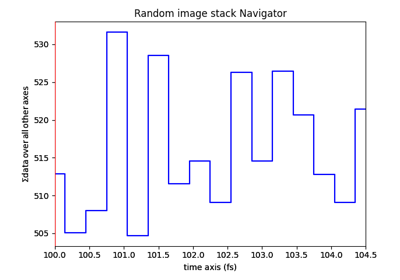 Random image stack Navigator
530
525
520
515
510
505
Σdata over all other axes
100.0 100.5 101.0 101.5 102.0 102.5 103.0 103.5 104.0 104.5
time axis (fs)